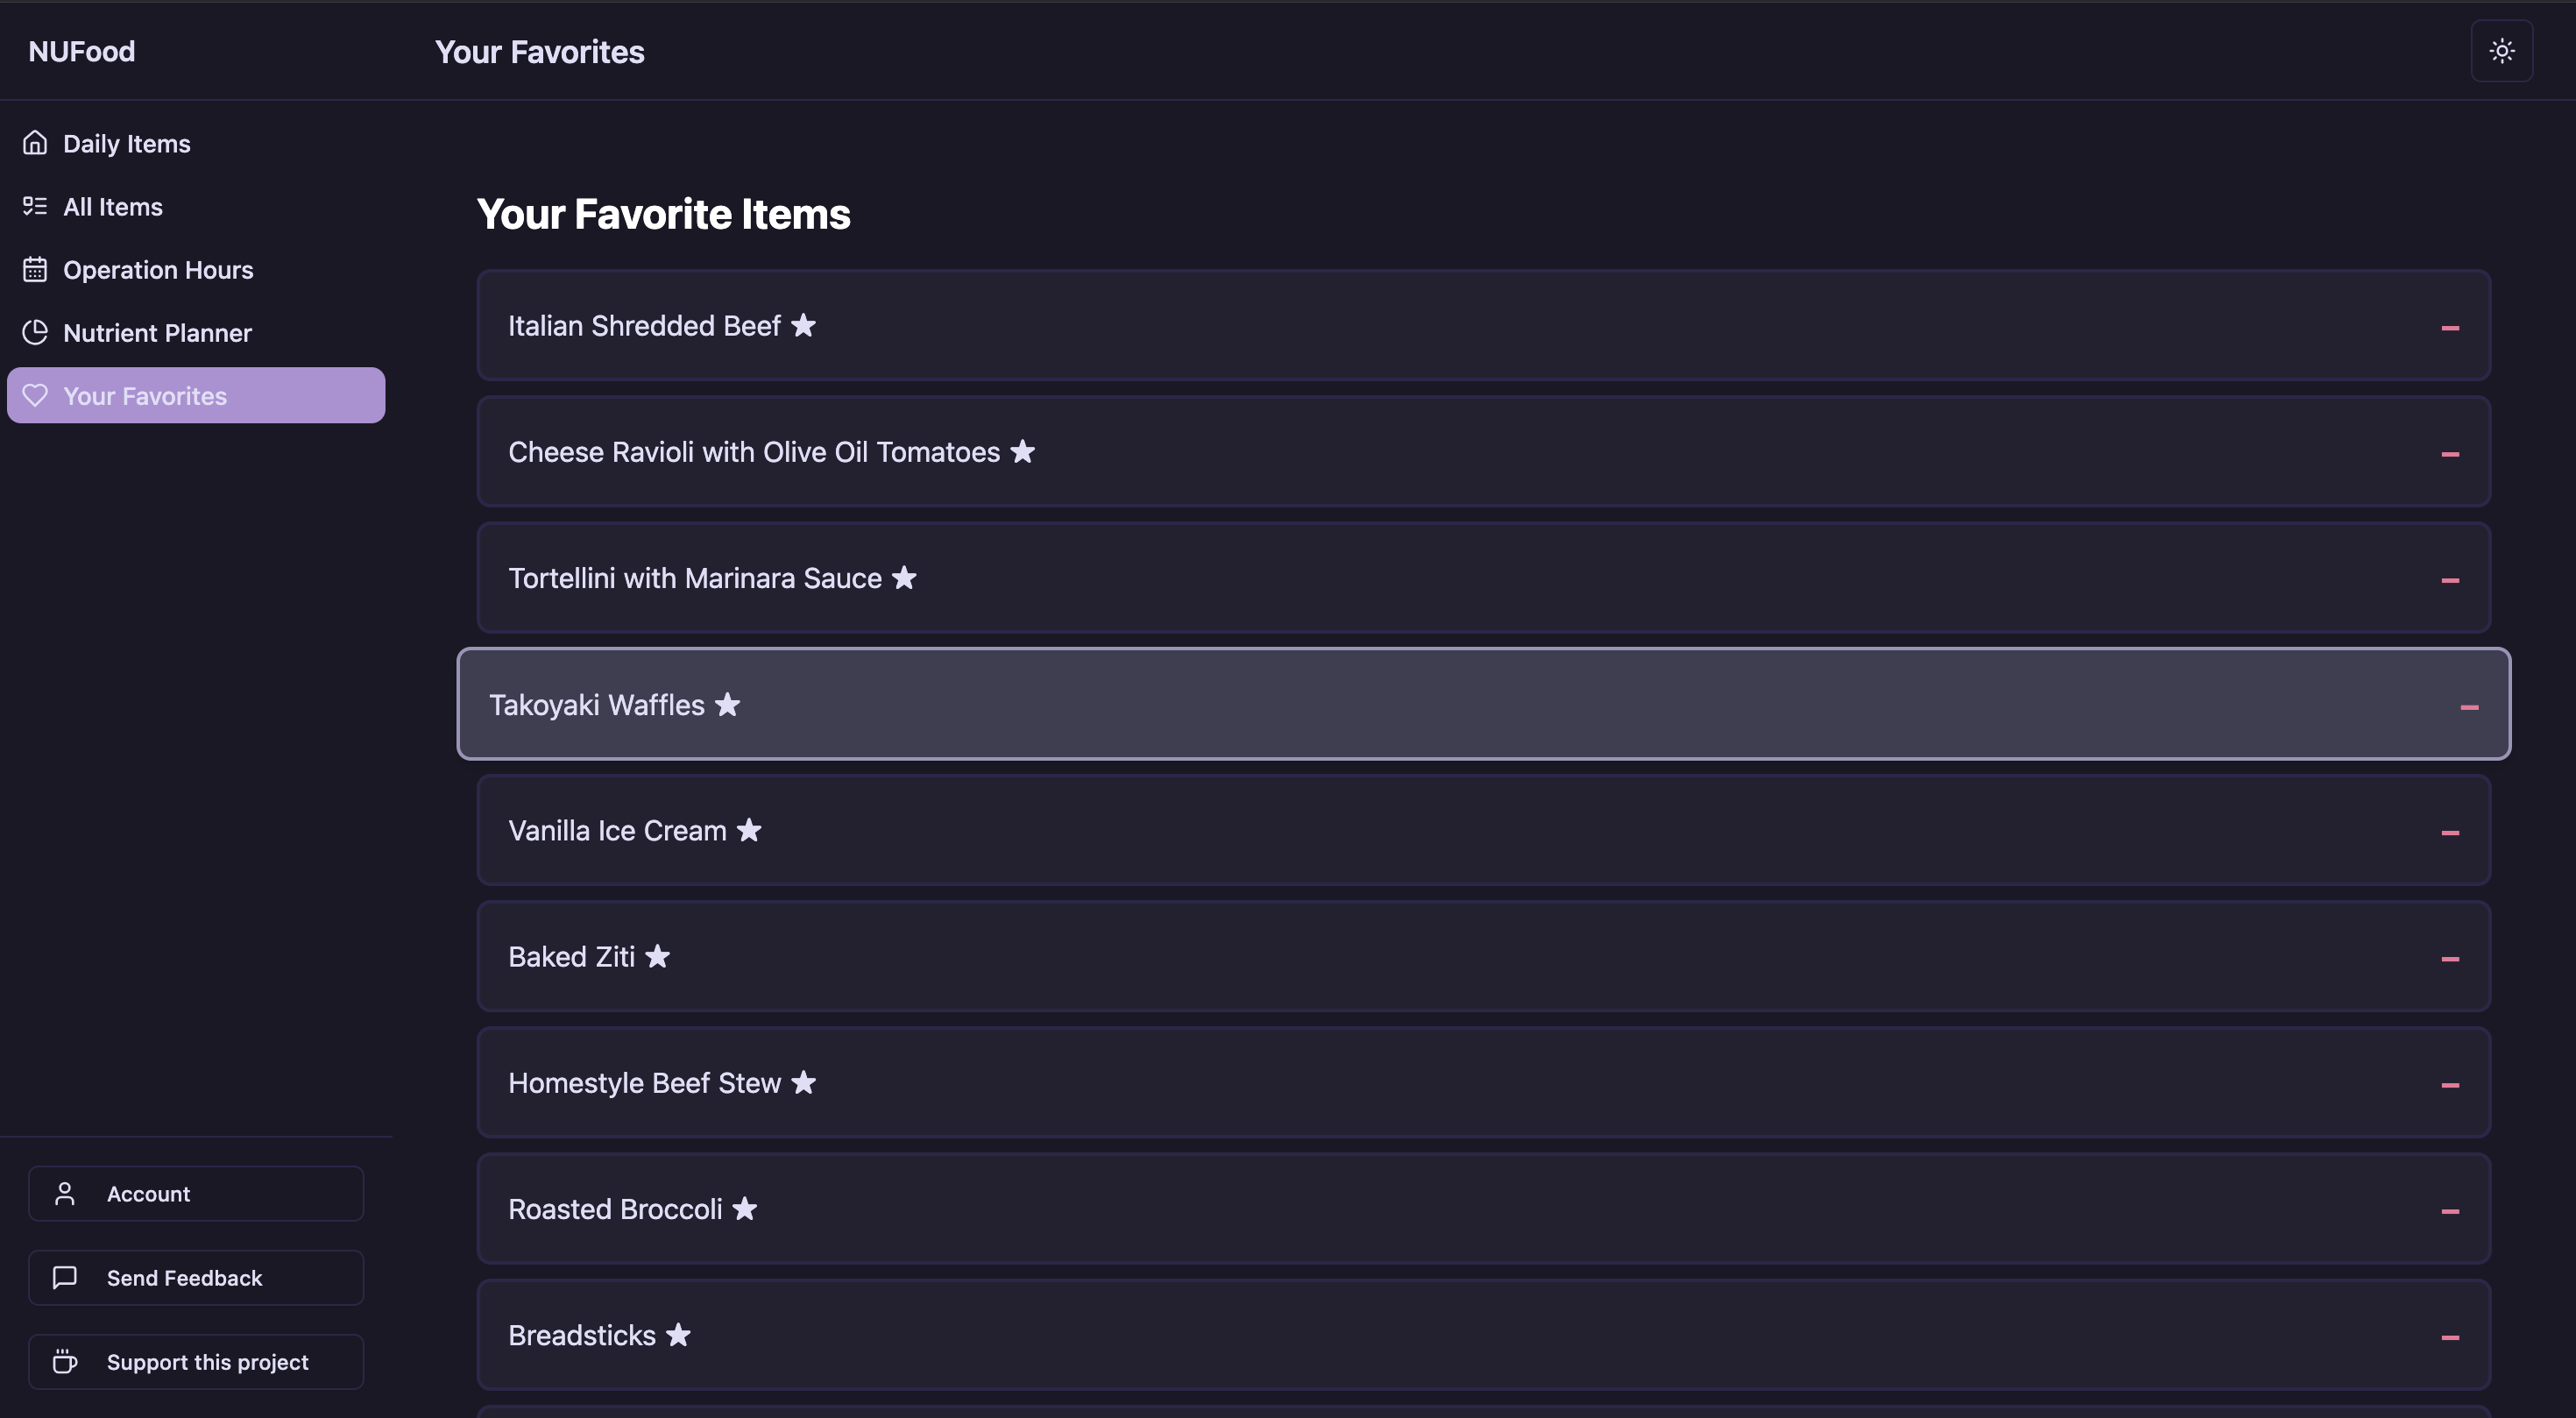 NUFood
Your Favorites
Daily Items
All Items
Operation Hours
Nutrient Planner
Your Favorites
Your Favorite Items
Italian Shredded Beef ★
Cheese Ravioli with Olive Oil Tomatoes ★
Tortellini with Marinara Sauce ★
Takoyaki Waffles ★
Vanilla Ice Cream ★
Baked Ziti ★
Homestyle Beef Stew ★
Roasted Broccoli ★
Breadsticks ★
Account
Send Feedback
Support this project